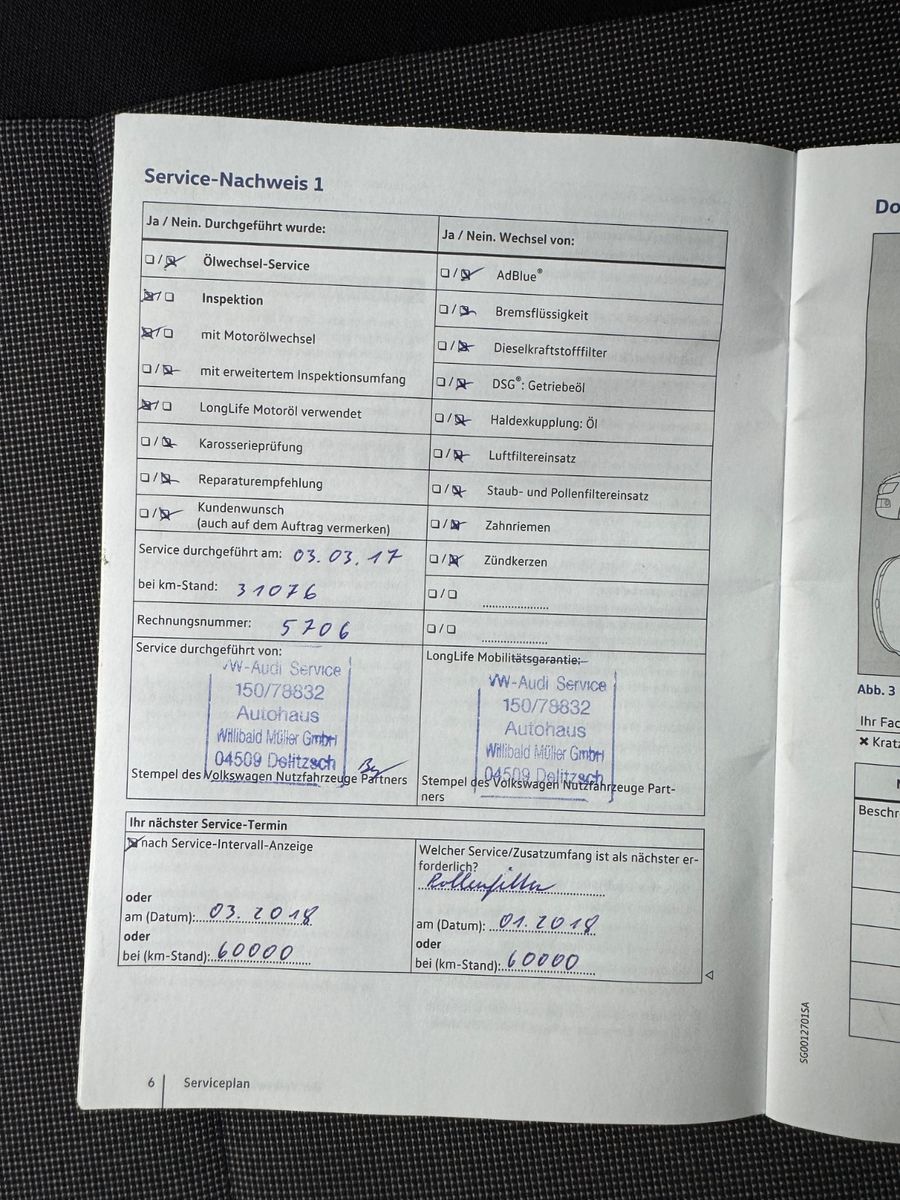 Service-Nachweis 1
Ja / Nein. Durchgeführt wurde:
Ölwechsel-Service
Inspektion
mit Motorölwechsel
mit erweitertem Inspektionsumfang
LongLife Motoröl verwendet
Karosserieprüfung
Reparaturempfehlung
Kundenwunsch
(auch auf dem Auftrag vermerken)
Service durchgeführt am: 03.03.17
bei km-Stand: 31076
Rechnungsnummer: 5706
Service durchgeführt von:
VW-Audi Service
150/78832
Autohaus
Willibald Müller GmbH
04509 Delitzsch
Stempel des Volkswagen Nutzfahrzeuge Partners
Ja / Nein. Wechsel von:
AdBlue®
Bremsflüssigkeit
Dieselkraftstofffilter
DSG®: Getriebeöl
Haldexkupplung: Öl
Luftfiltereinsatz
Staub- und Pollenfiltereinsatz
Zahnriemen
Zündkerzen
LongLife Mobilitätsgarantie:
VW-Audi Service
150/78832
Autohaus
Willibald Müller GmbH
04509 Delitzsch
Stempel des Volkswagen Nutzfahrzeuge Part-
ners
Ihr nächster Service-Termin
nach Service-Intervall-Anzeige
oder
am (Datum): 03.2018
oder
bei (km-Stand): 60000
Welcher Service/Zusatzumfang ist als nächster er-
forderlich?
Pollenfilter
am (Datum): 01.2018
oder
bei (km-Stand): 60000
6 Serviceplan
SG0012701SA
Do
Abb. 3
Ihr Fac
Kratz
Beschr